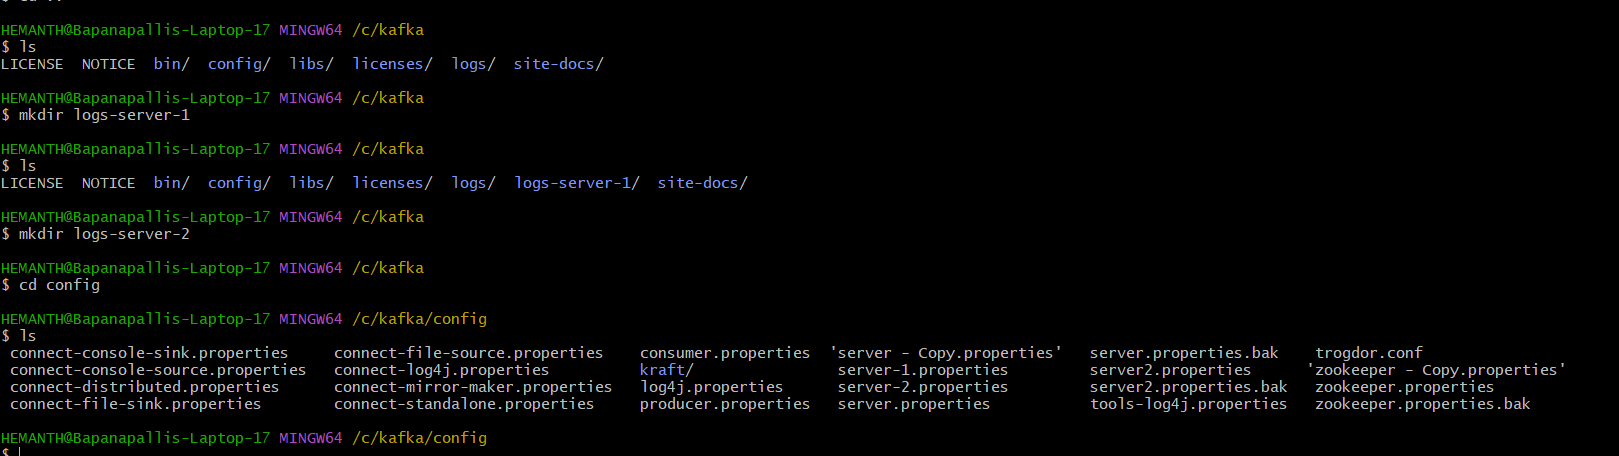 HEMANTH@Bapanapallis-Laptop-17 MINGW64 /c/kafka
$ ls
LICENSE  NOTICE  bin/  config/  libs/  licenses/  logs/  site-docs/
HEMANTH@Bapanapallis-Laptop-17 MINGW64 /c/kafka
$ mkdir logs-server-1
HEMANTH@Bapanapallis-Laptop-17 MINGW64 /c/kafka
$ ls
LICENSE  NOTICE  bin/  config/  libs/  licenses/  logs/  logs-server-1/  site-docs/
HEMANTH@Bapanapallis-Laptop-17 MINGW64 /c/kafka
$ mkdir logs-server-2
HEMANTH@Bapanapallis-Laptop-17 MINGW64 /c/kafka
$ cd config
HEMANTH@Bapanapallis-Laptop-17 MINGW64 /c/kafka/config
$ ls
connect-console-sink.properties  connect-file-source.properties  consumer.properties  'server - Copy.properties'  server.properties.bak  trogdor.conf
connect-console-source.properties  connect-log4j.properties  kraft/  server-1.properties  server2.properties  'zookeeper - Copy.properties'
connect-distributed.properties  connect-mirror-maker.properties  log4j.properties  server-2.properties  server2.properties.bak  zookeeper.properties
connect-file-sink.properties  connect-standalone.properties  producer.properties  server.properties  tools-log4j.properties  zookeeper.properties.bak
HEMANTH@Bapanapallis-Laptop-17 MINGW64 /c/kafka/config
$